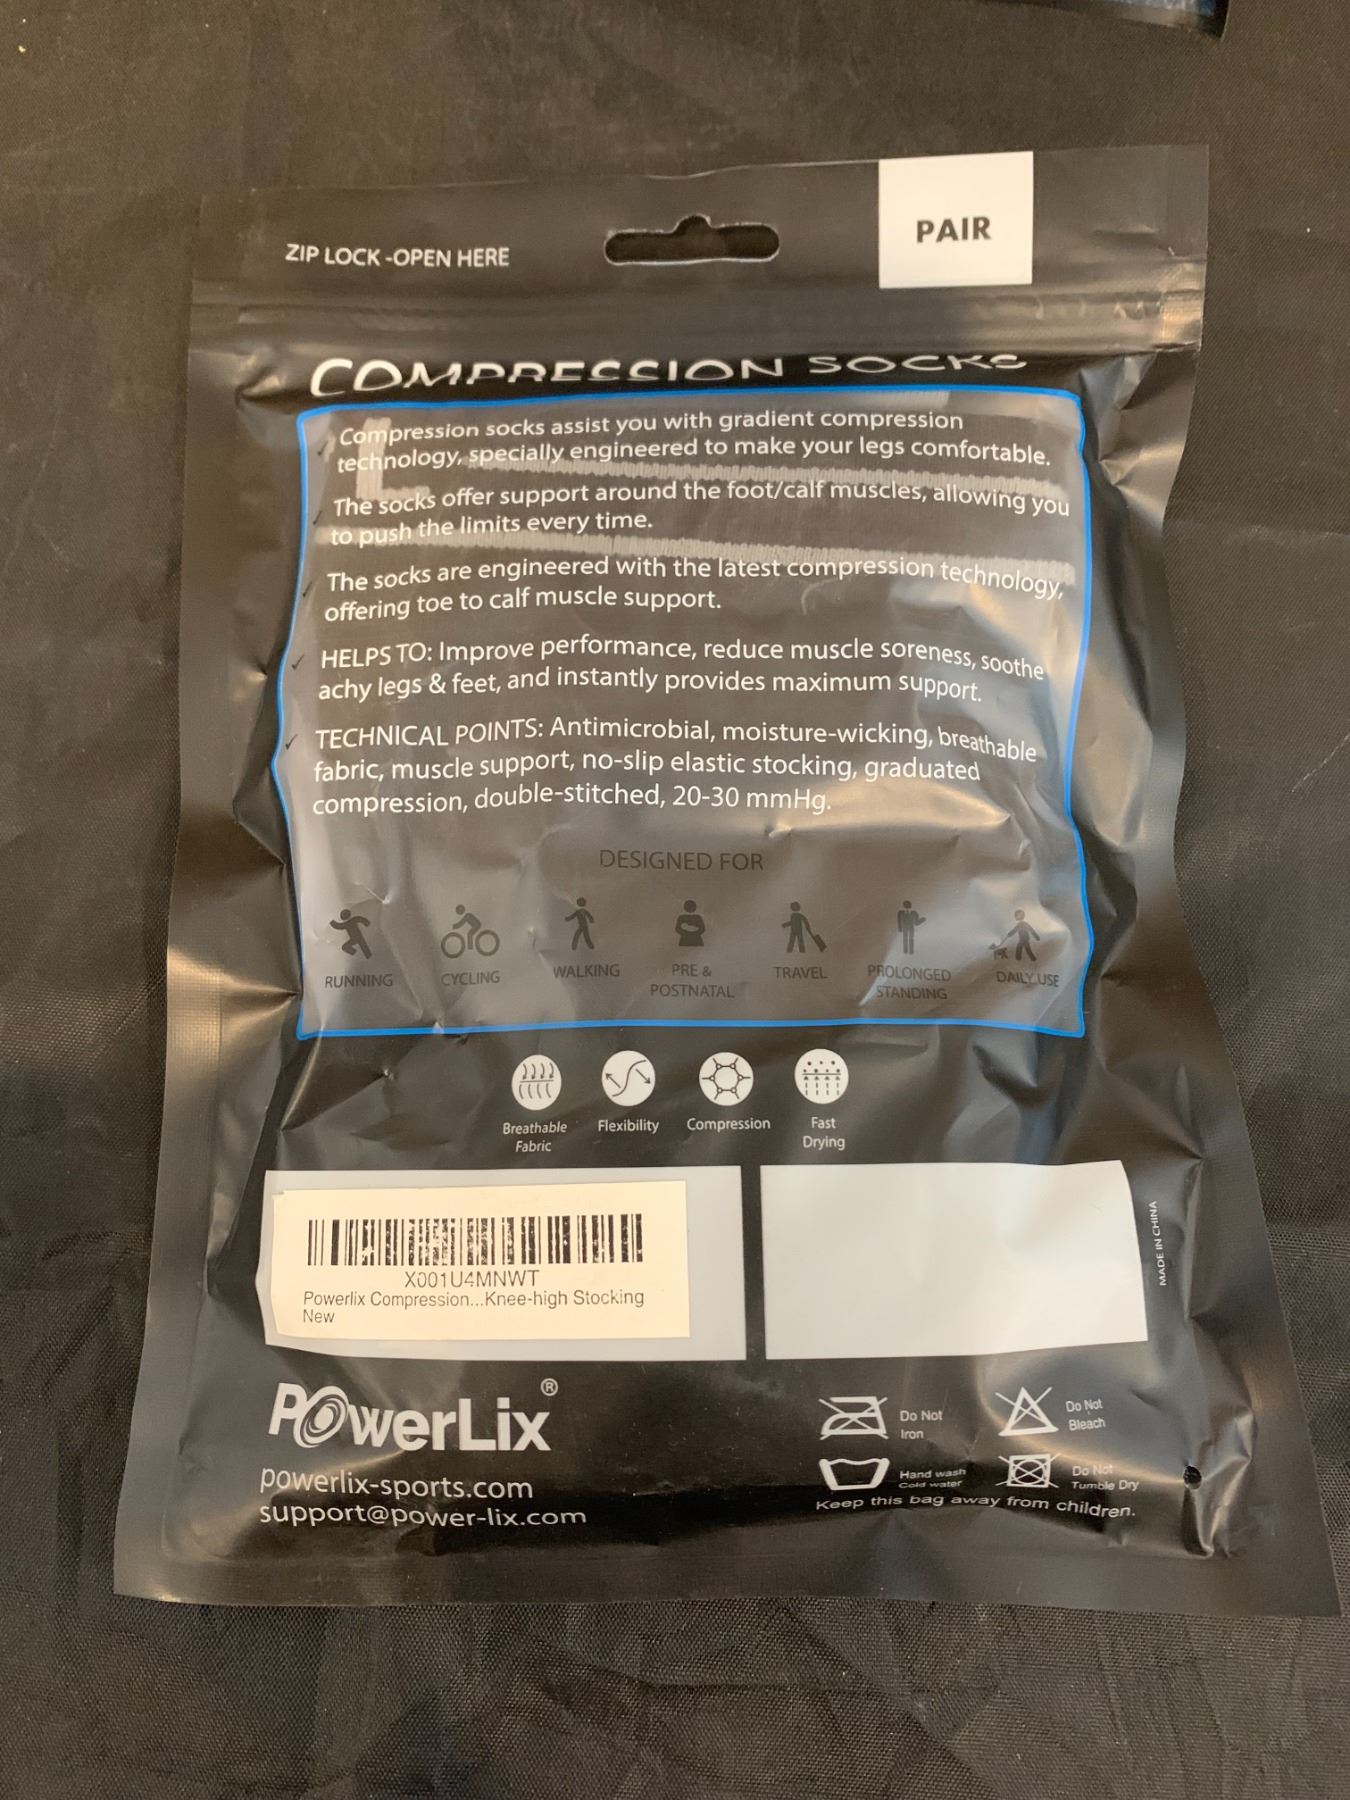 ZIP LOCK -OPEN HERE
PAIR
COMPRESSION SOCKS
Compression socks assist you with gradient compression
technology, specially engineered to make your legs comfortable.
The socks offer support around the foot/calf muscles, allowing you
to push the limits every time.
The socks are engineered with the latest compression technology,
offering toe to calf muscle support.
HELPS TO: Improve performance, reduce muscle soreness, soothe
achy legs & feet, and instantly provides maximum support.
TECHNICAL POINTS: Antimicrobial, moisture-wicking, breathable
fabric, muscle support, no-slip elastic stocking, graduated
compression, double-stitched, 20-30 mmHg.
DESIGNED FOR
RUNNING
CYCLING
WALKING
PRE &
POSTNATAL
TRAVEL
PROLONGED
STANDING
DAILY USE
Breathable
Fabric
Flexibility
Compression
Fast
Drying
X001U4MNWT
Powerlix Compression...Knee-high Stocking
New
MADE IN CHINA
PowerLix®
powerlix-sports.com
support@power-lix.com
Do Not
Iron
Do Not
Bleach
Hand wash
Cold water
Do Not
Tumble Dry
Keep this bag away from children.